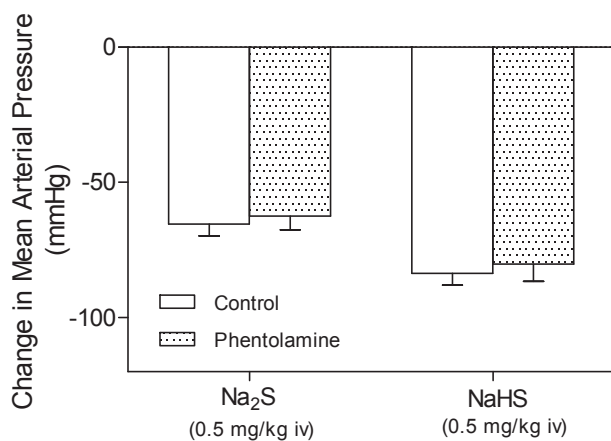 Change in Mean Arterial Pressure
(mmHg)
0
-50
-100
Control
Phentolamine
Na₂S
(0.5 mg/kg iv)
NaHS
(0.5 mg/kg iv)